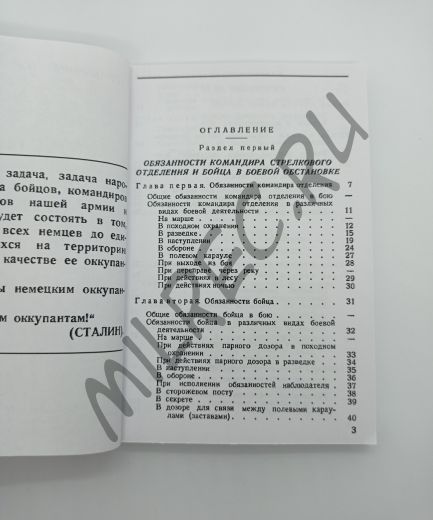 задача, задача наро-
а бойцов, командиров
ов нашей армии и
удет состоять в том,
всех немцев до еди-
хся на территорию
качестве ее оккупан-
ы немецким оккупан-
м оккупантам!"
(СТАЛИН).
ОГЛАВЛЕНИЕ
Раздел первый
ОБЯЗАННОСТИ КОМАНДИРА СТРЕЛКОВОГО
ОТДЕЛЕНИЯ И БОЙЦА В БОЕВОЙ ОБСТАНОВКЕ
Глава первая. Обязанности командира отделения 7
Общие обязанности командира отделения в бою
Обязанности командира отделения в различных
видах боевой деятельности 11
На марше
В походном охранении 12
В разведке 15
В наступлении 19
В обороне 24
В полевом карауле 27
При выходе из боя 28
При переправе через реку
При действиях в лесу 29
При действиях ночью 30
Глава вторая. Обязанности бойца 31
Общие обязанности бойца в бою
Обязанности бойца в различных видах боевой
деятельности 32
На марше
При действиях парного дозора в походном
охранении 33
При действии парного дозора в разведке 34
В наступлении 35
В обороне 36
При исполнении обязанностей наблюдателя 37
В сторожевом посту 38
В секрете 39
В дозоре для связи между полевыми карау-
лами (заставами) 40
3
MILREC.RU